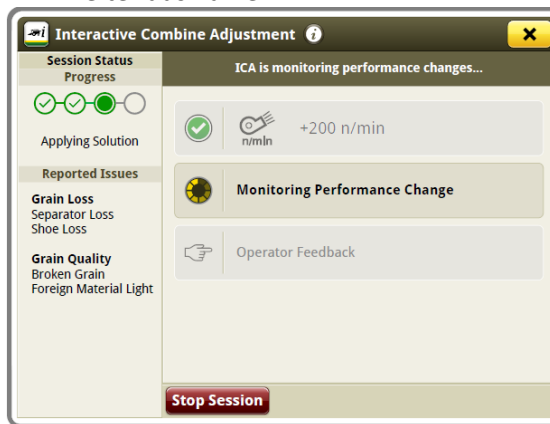 Interactive Combine Adjustment
Session Status
Progress
Applying Solution
Reported Issues
Grain Loss
Separator Loss
Shoe Loss
Grain Quality
Broken Grain
Foreign Material Light
ICA is monitoring performance changes...
n/min
+200 n/min
Monitoring Performance Change
Operator Feedback
Stop Session